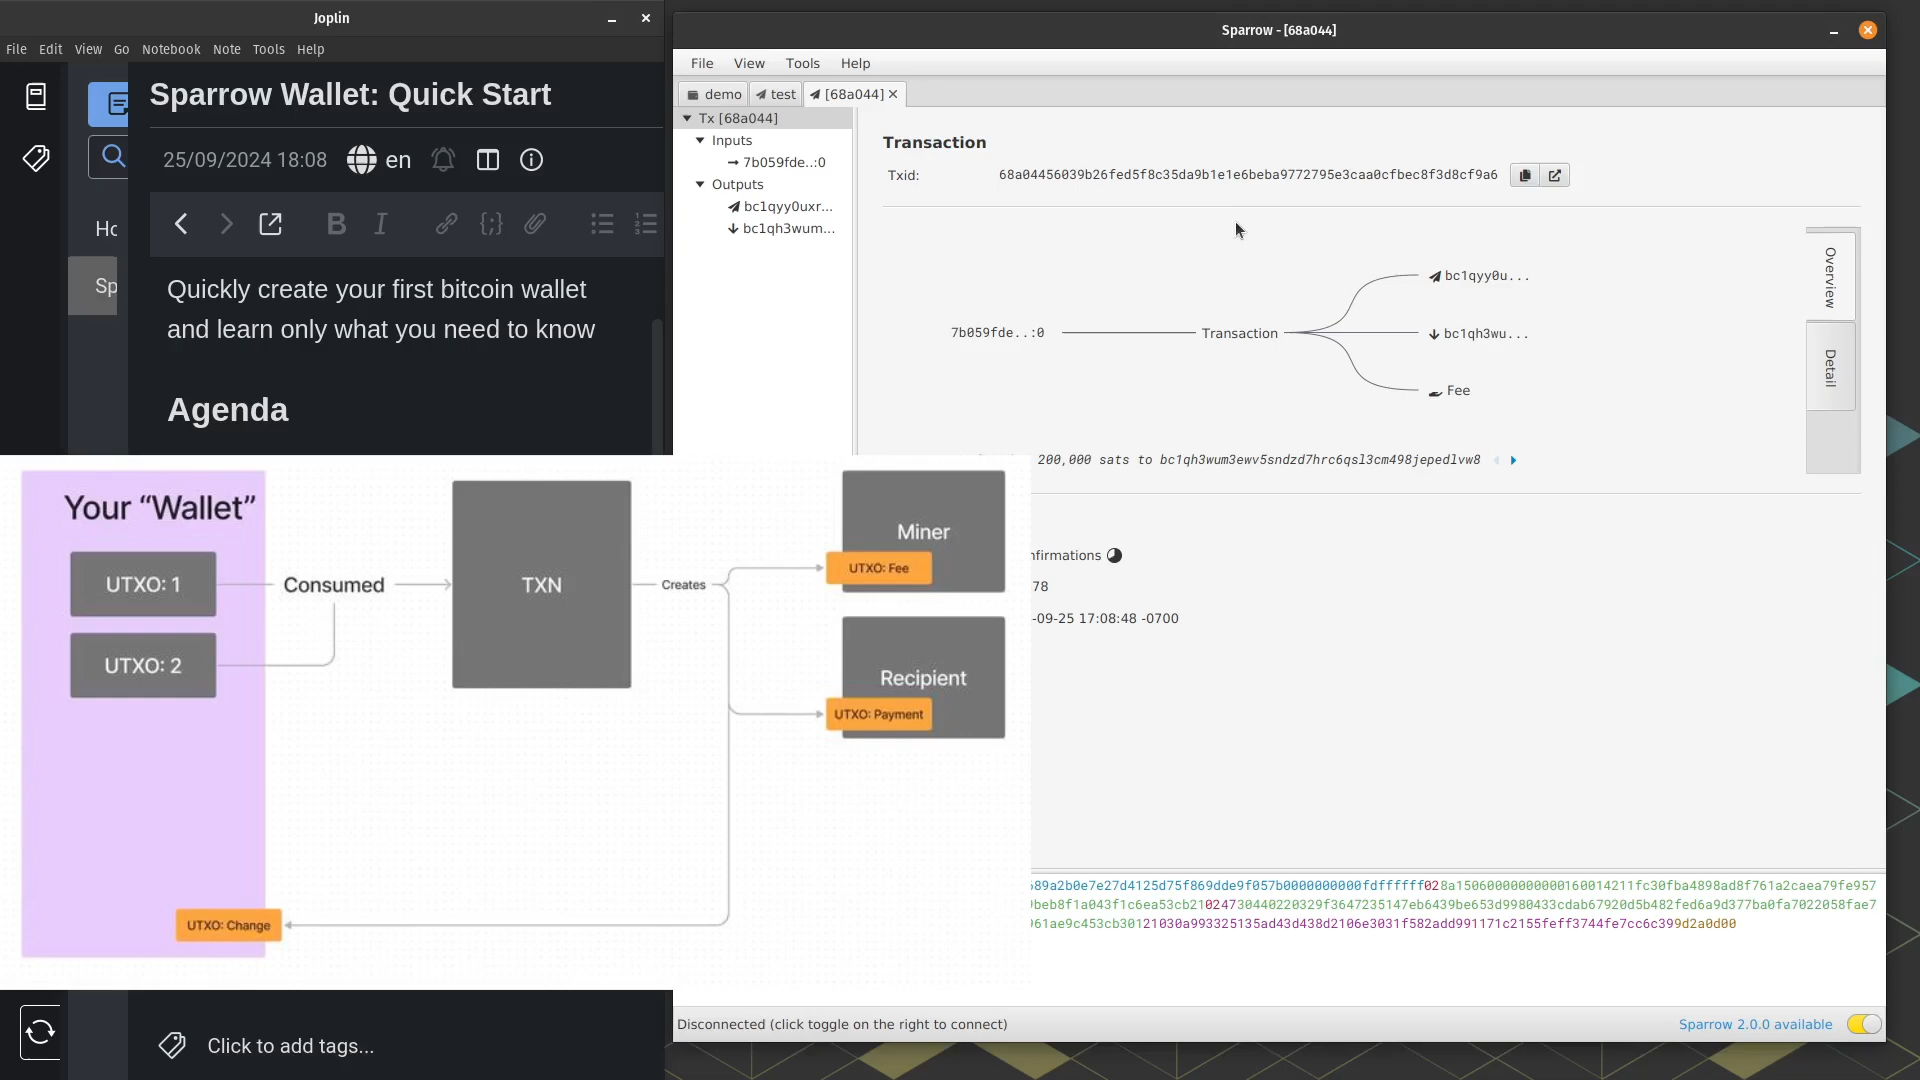 Joplin
File Edit View Go Notebook Note Tools Help
Sparrow Wallet: Quick Start
25/09/2024 18:08 en
Quickly create your first bitcoin wallet
and learn only what you need to know
Agenda
Click to add tags...
Sparrow - [68a044]
File View Tools Help
demo test [68a044]
Tx [68a044]
Inputs
7b059fde..:0
Outputs
bc1qyy0uxr...
bc1qh3wum...
Transaction
Txid: 68a04456039b26fed5f8c35da9b1e1e6beba9772795e3caa0cfbec8f3d8cf9a6
Overview
Detail
bc1qyy0u...
7b059fde..:0 Transaction bc1qh3wu...
Fee
200,000 sats to bc1qh3wum3ewv5sndzd7hrc6qsl3cm498jepedlvw8
78
-09-25 17:08:48 -0700
Your “Wallet”
UTXO: 1
UTXO: 2
Consumed
TXN
Creates
Miner
UTXO: Fee
Recipient
UTXO: Payment
UTXO: Change
Disconnected (click toggle on the right to connect) Sparrow 2.0.0 available